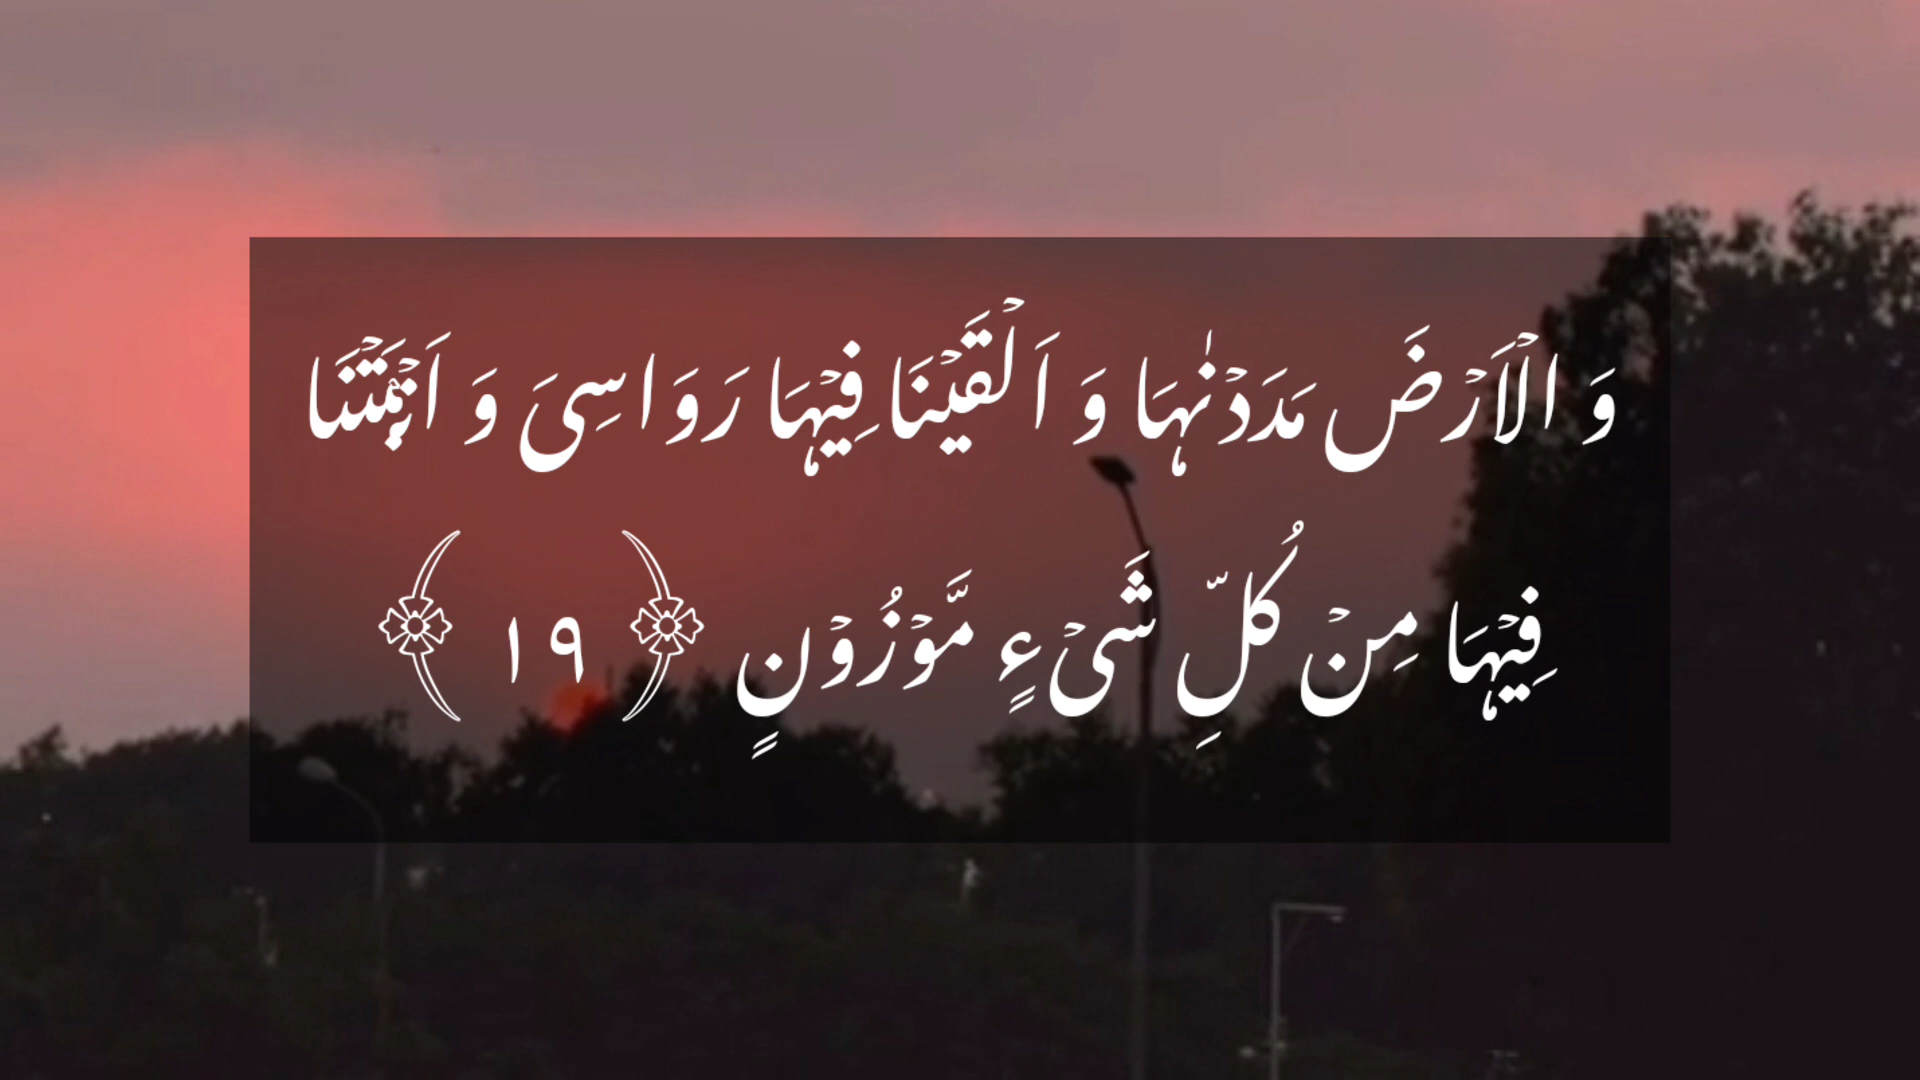 وَ الۡاَرۡضَ مَدَدۡنٰہَا وَ اَلۡقَیۡنَا فِیۡہَا رَوَاسِیَ وَ اَنۡۢبَتۡنَا
فِیۡہَا مِنۡ کُلِّ شَیۡءٍ مَّوۡزُوۡنٍ ﴿۱۹﴾